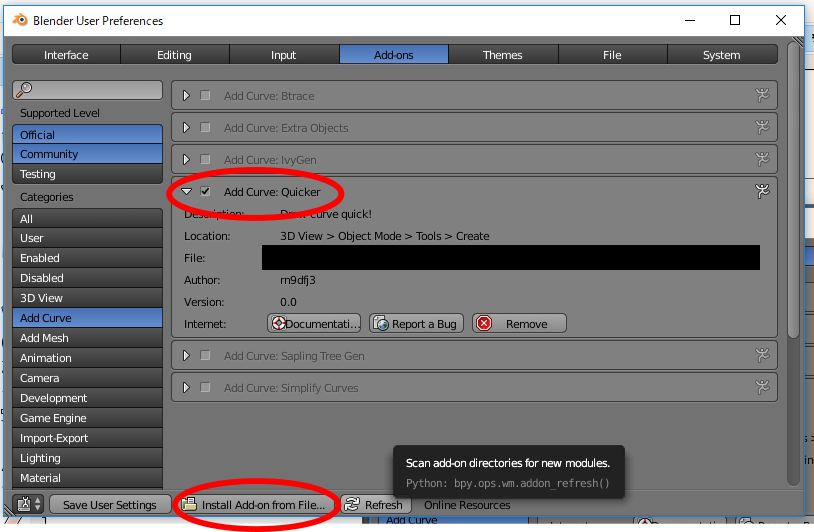 Blender User Preferences
Interface Editing Input Add-ons Themes File System
Supported Level
Official
Community
Testing
Categories
All
User
Enabled
Disabled
3D View
Add Curve
Add Mesh
Animation
Camera
Development
Game Engine
Import-Export
Lighting
Material
Add Curve: Btrace
Add Curve: Extra Objects
Add Curve: IvyGen
Add Curve: Quicker
Description: Draw curve quick!
Location: 3D View > Object Mode > Tools > Create
File:
Author: rn9dfj3
Version: 0.0
Internet: Documentati... Report a Bug Remove
Add Curve: Sapling Tree Gen
Add Curve: Simplify Curves
Scan add-on directories for new modules.
Python: bpy.ops.wm.addon_refresh()
Save User Settings Install Add-on from File... Refresh Online Resources